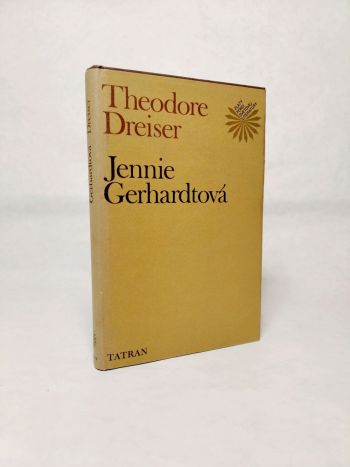 Theodore
Dreiser
Jennie
Gerhardtová
TATRAN
Gerhardtová Dreiser